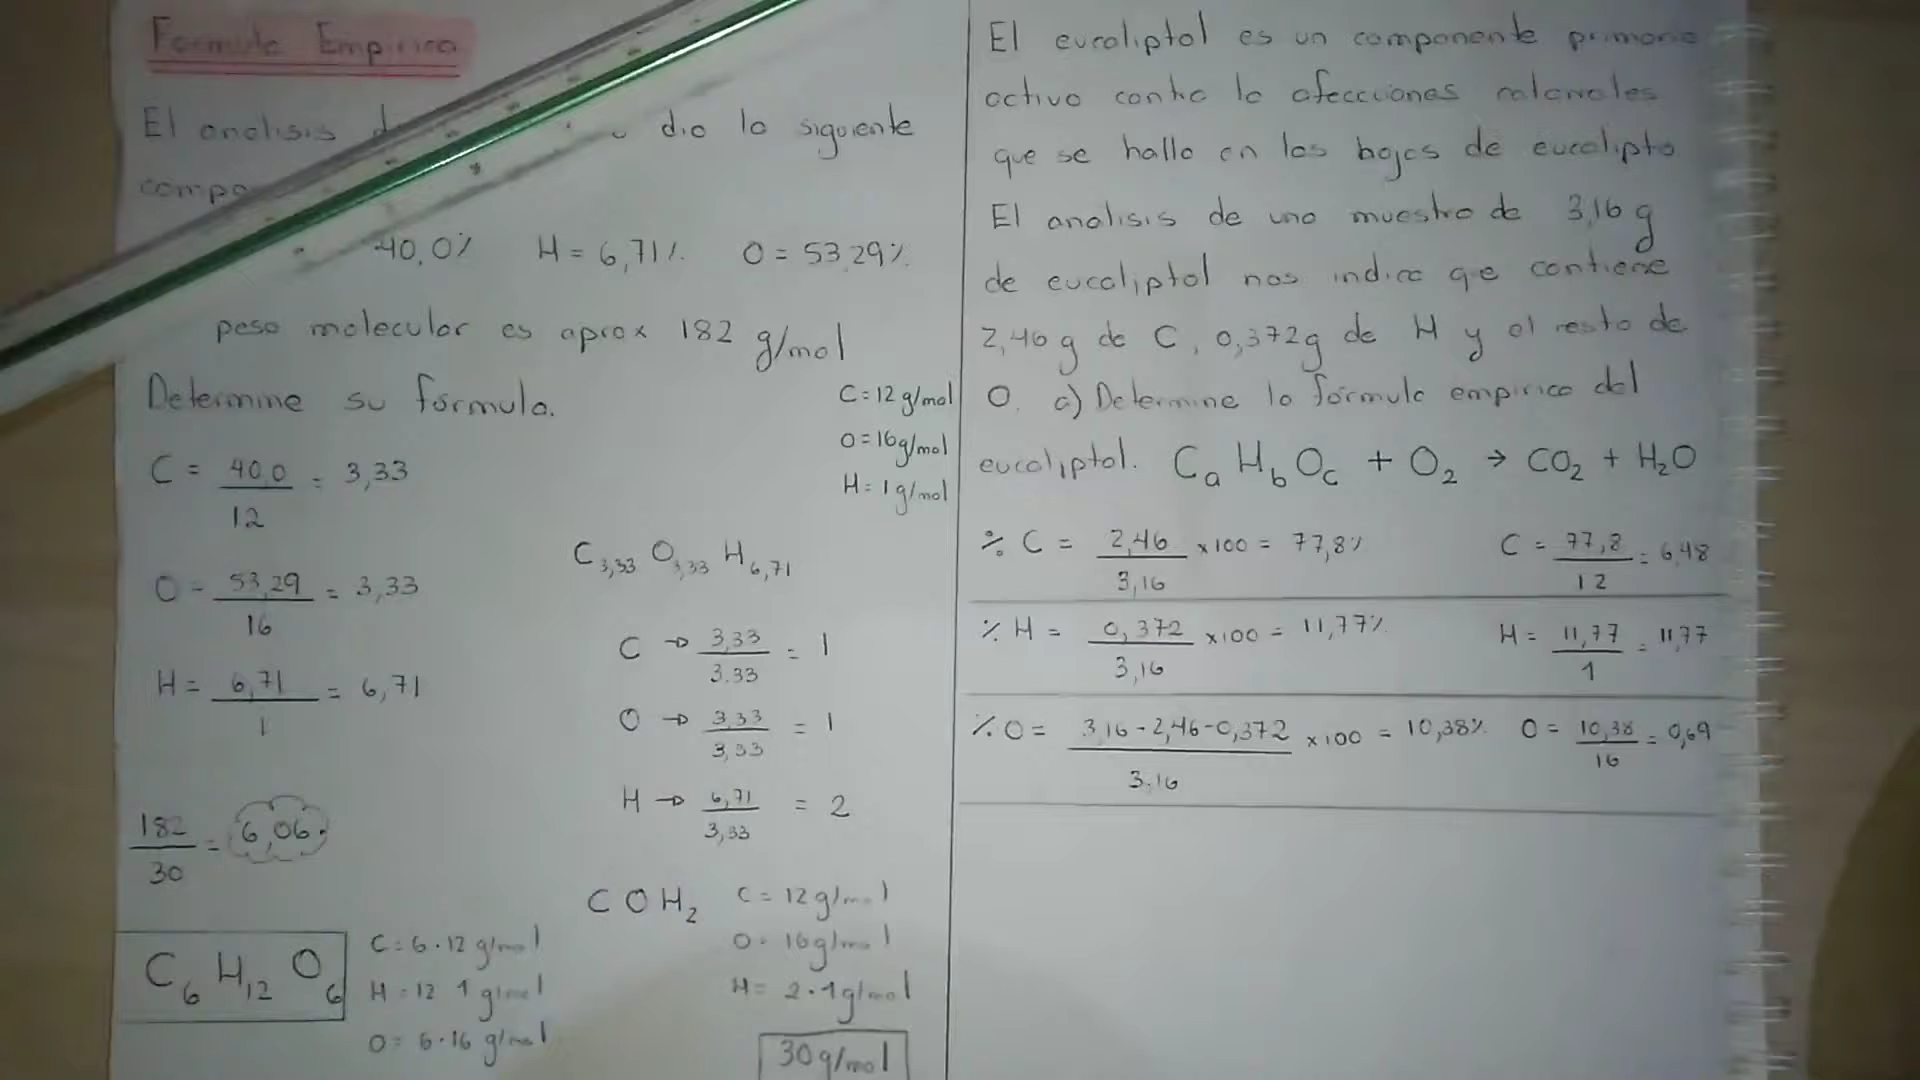 Formula Empirica
El analisis dio lo siguiente
compo
40,0% H = 6,71% O = 53,29%
peso molecular es aprox 182 g/mol
Determine su formula.
C = 12 g/mol
O = 16 g/mol
H = 1 g/mol
C = 40,0 / 12 = 3,33
O = 53,29 / 16 = 3,33
H = 6,71 / 1 = 6,71
C3,33 O3,33 H6,71
C → 3,33 / 3.33 = 1
O → 3,33 / 3,33 = 1
H → 6,71 / 3,33 = 2
182 / 30 = 6,06
C O H2
C = 12 g/mol
O = 16 g/mol
H = 2 · 1 g/mol
30 g/mol
C6 H12 O6
C = 6 · 12 g/mol
H = 12 · 1 g/mol
O = 6 · 16 g/mol
El eucaliptol es un componente primario
activo contra la afecciones
que se halla en las hojas de eucalipto
El analisis de una muestra de 3,16 g
de eucaliptol nos indica que contiene
2,46 g de C, 0,372g de H y el resto de
O. a) Determine la formula empirica del
eucaliptol. Ca Hb Oc + O2 → CO2 + H2O
% C = 2,46 / 3,16 x100 = 77,8% C = 77,8 / 12 = 6,48
% H = 0,372 / 3,16 x100 = 11,77% H = 11,77 / 1 = 11,77
% O = 3,16 - 2,46 - 0,372 / 3,16 x100 = 10,38% O = 10,38 / 16 = 0,69